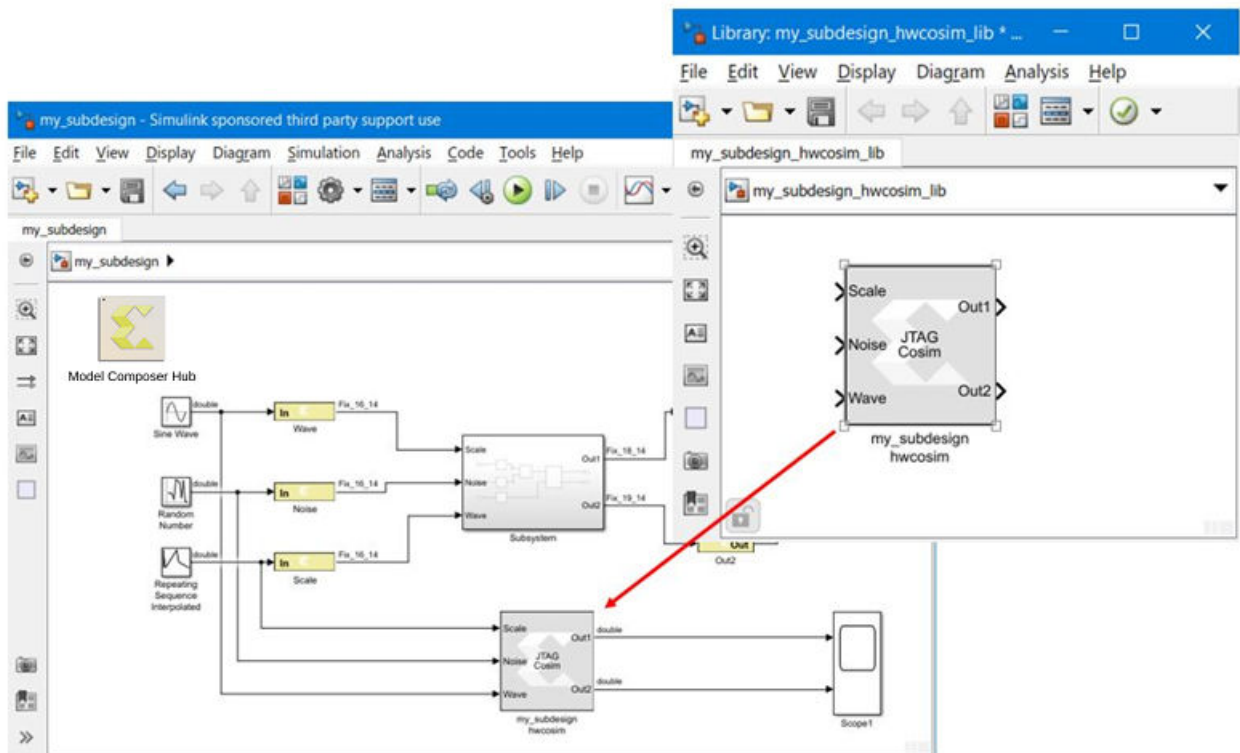 Library: my_subdesign_hwcosim_lib * ...
File Edit View Display Diagram Analysis Help
my_subdesign_hwcosim_lib
my_subdesign_hwcosim_lib
Scale
Out1
Noise
JTAG
Cosim
Wave
Out2
my_subdesign
hwcosim
my_subdesign - Simulink sponsored third party support use
File Edit View Display Diagram Simulation Analysis Code Tools Help
my_subdesign
my_subdesign
Model Composer Hub
double
Sine Wave
In
Fix_16_14
Wave
double
Random
Number
In
Fix_16_14
Noise
double
Repeating
Sequence
Interpolated
In
Fix_16_14
Scale
Scale
Noise
Wave
Out1
Out2
Subsystem
Fix_18_14
Fix_19_14
Out
Out2
Scale
Noise
Wave
JTAG
Cosim
Out1
Out2
my_subdesign
hwcosim
double
double
Scope1